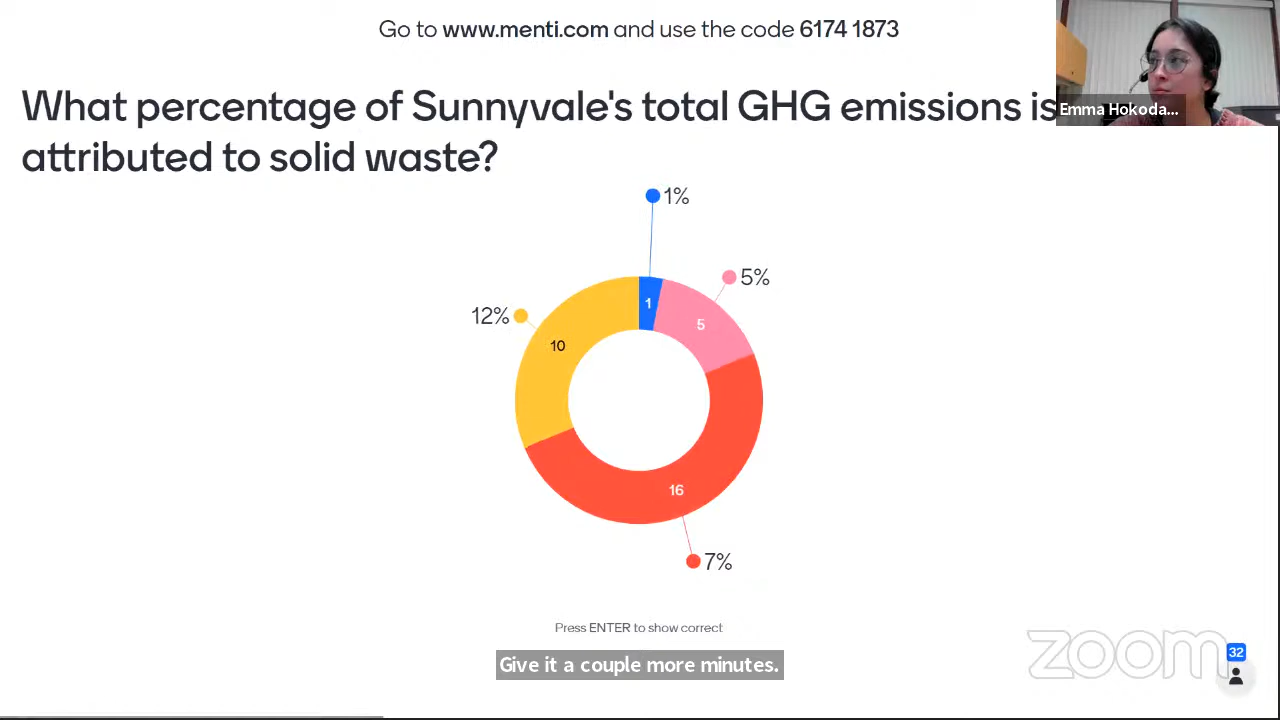 Go to www.menti.com and use the code 6174 1873
Emma Hokoda...
What percentage of Sunnyvale's total GHG emissions is
attributed to solid waste?
1%
5%
12%
1
5
10
16
7%
Press ENTER to show correct
Give it a couple more minutes.
zoom
32